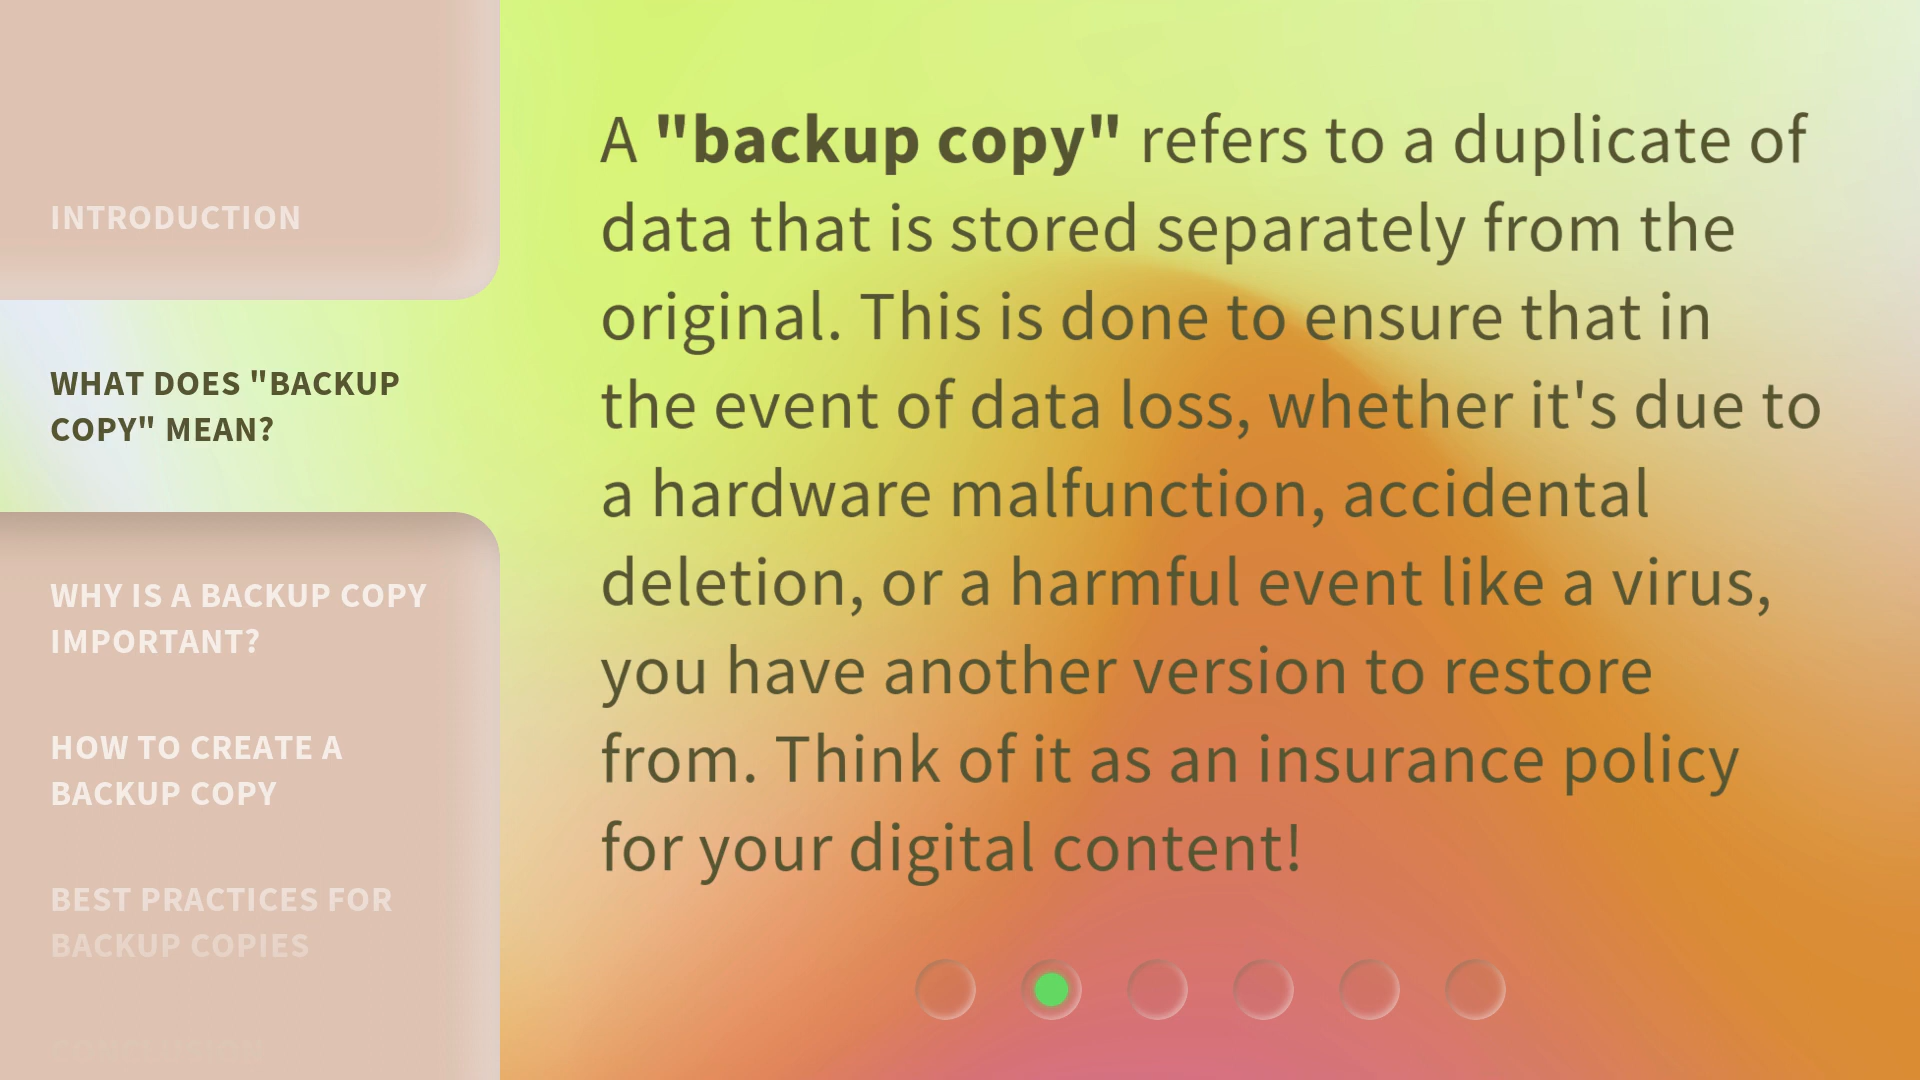 INTRODUCTION
WHAT DOES "BACKUP
COPY" MEAN?
WHY IS A BACKUP COPY
IMPORTANT?
HOW TO CREATE A
BACKUP COPY
BEST PRACTICES FOR
BACKUP COPIES
CONCLUSION
A "backup copy" refers to a duplicate of
data that is stored separately from the
original. This is done to ensure that in
the event of data loss, whether it's due to
a hardware malfunction, accidental
deletion, or a harmful event like a virus,
you have another version to restore
from. Think of it as an insurance policy
for your digital content!